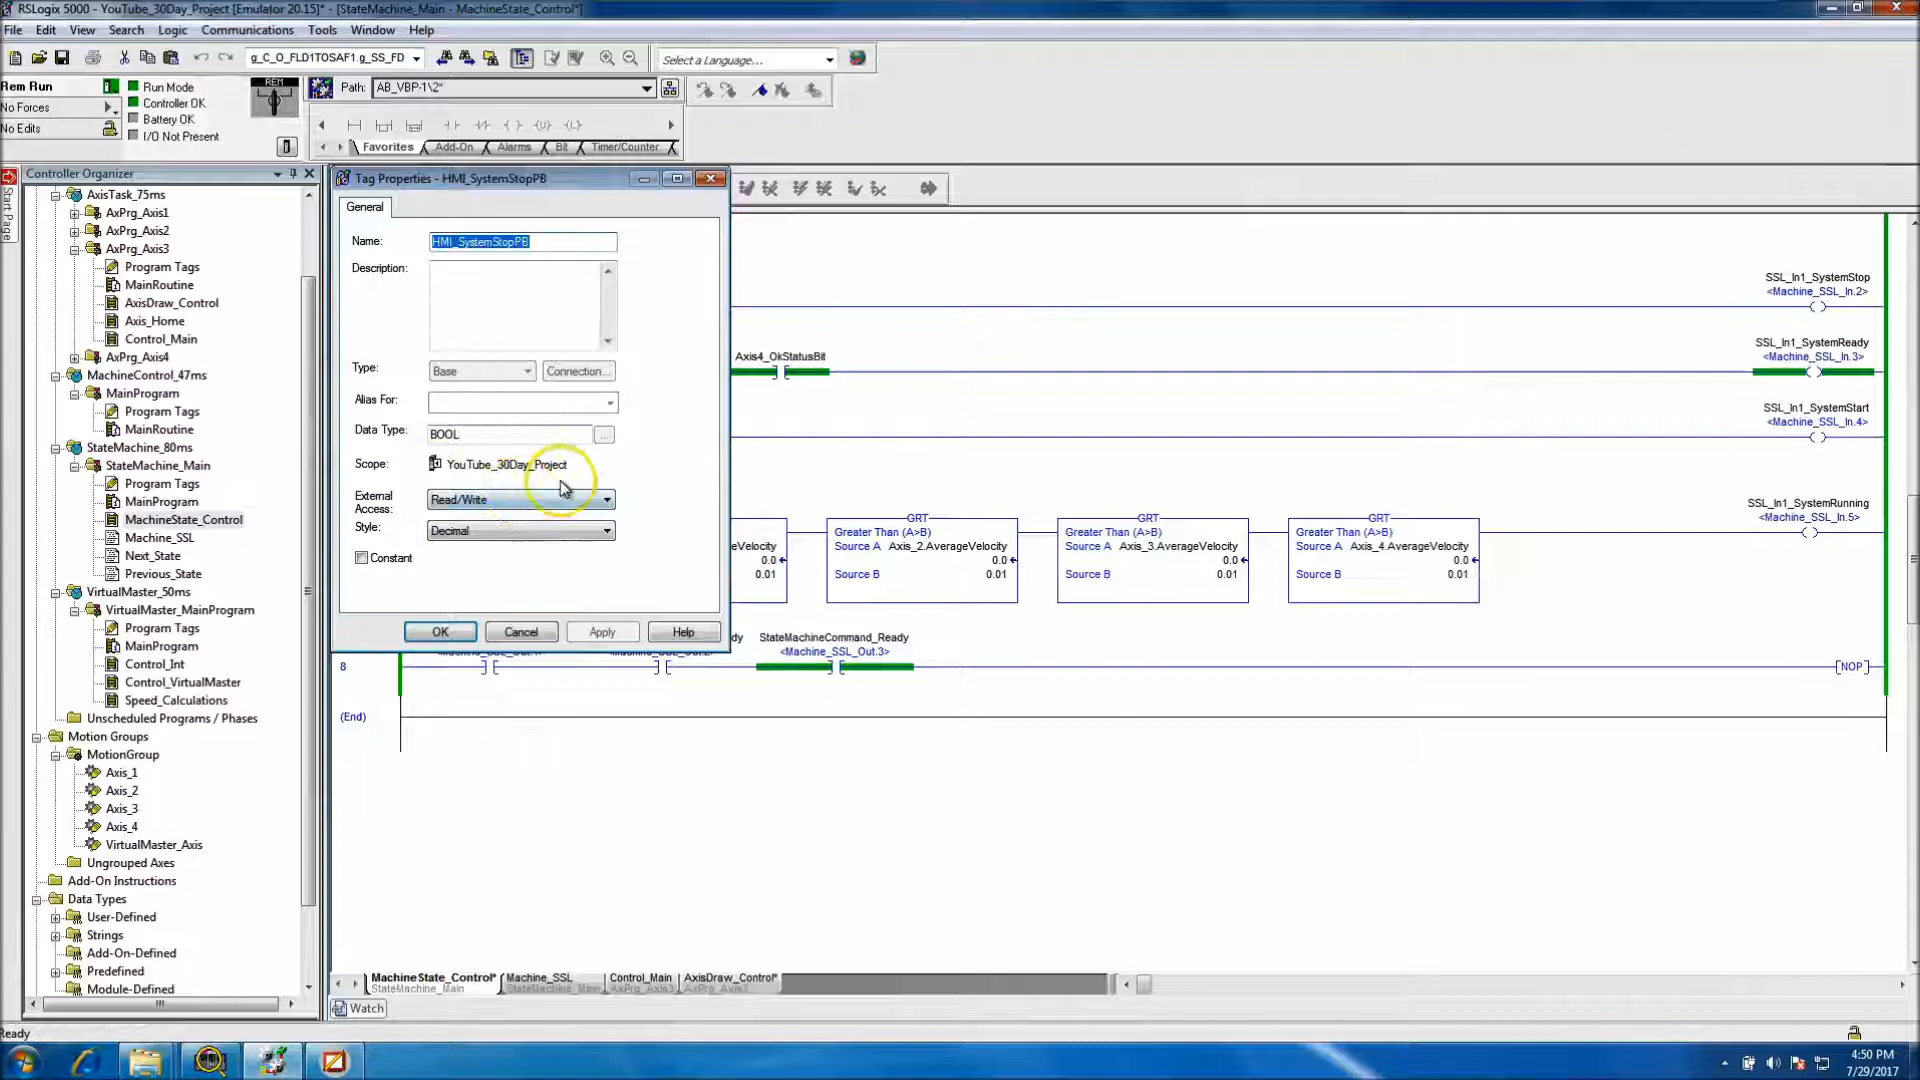 RSLogix 5000 - YouTube_30Day_Project [Emulator 20.15]* - [StateMachine_Main - MachineState_Control*]
File Edit View Search Logic Communications Tools Window Help
g_C_O_FLD1TOSAF1.g_SS_FD
Select a Language...
Rem Run
Run Mode
REM
Path: AB_VBP-1\2*
No Forces
Controller OK
Battery OK
No Edits
I/O Not Present
Favorites Add-On Alarms Bit Timer/Counter
Start Page
Controller Organizer
AxisTask_75ms
AxPrg_Axis1
AxPrg_Axis2
AxPrg_Axis3
Program Tags
MainRoutine
AxisDraw_Control
Axis_Home
Control_Main
AxPrg_Axis4
MachineControl_47ms
MainProgram
Program Tags
MainRoutine
StateMachine_80ms
StateMachine_Main
Program Tags
MainProgram
MachineState_Control
Machine_SSL
Next_State
Previous_State
VirtualMaster_50ms
VirtualMaster_MainProgram
Program Tags
MainProgram
Control_Int
Control_VirtualMaster
Speed_Calculations
Unscheduled Programs / Phases
Motion Groups
MotionGroup
Axis_1
Axis_2
Axis_3
Axis_4
VirtualMaster_Axis
Ungrouped Axes
Add-On Instructions
Data Types
User-Defined
Strings
Add-On-Defined
Predefined
Module-Defined
Tag Properties - HMI_SystemStopPB
General
Name: HMI_SystemStopPB
Description:
Type: Base Connection...
Alias For:
Data Type: BOOL ...
Scope: YouTube_30Day_Project
External Access: Read/Write
Style: Decimal
Constant
OK Cancel Apply Help
SSL_In1_SystemStop
<Machine_SSL_In.2>
Axis4_OkStatusBit
SSL_In1_SystemReady
<Machine_SSL_In.3>
SSL_In1_SystemStart
<Machine_SSL_In.4>
SSL_In1_SystemRunning
<Machine_SSL_In.5>
GRT GRT GRT
Greater Than (A>B) Greater Than (A>B) Greater Than (A>B)
eVelocity Source A Axis_2.AverageVelocity Source A Axis_3.AverageVelocity Source A Axis_4.AverageVelocity
0.0 0.0 0.0 0.0
0.01 Source B 0.01 Source B 0.01 Source B 0.01
dy StateMachineCommand_Ready
<Machine_SSL_Out.3>
8 [NOP]
(End)
MachineState_Control* Machine_SSL Control_Main AxisDraw_Control*
StateMachine_Main StateMachine_Main AxPrg_Axis3 AxPrg_Axis3
Watch
Ready
4:50 PM
7/29/2017